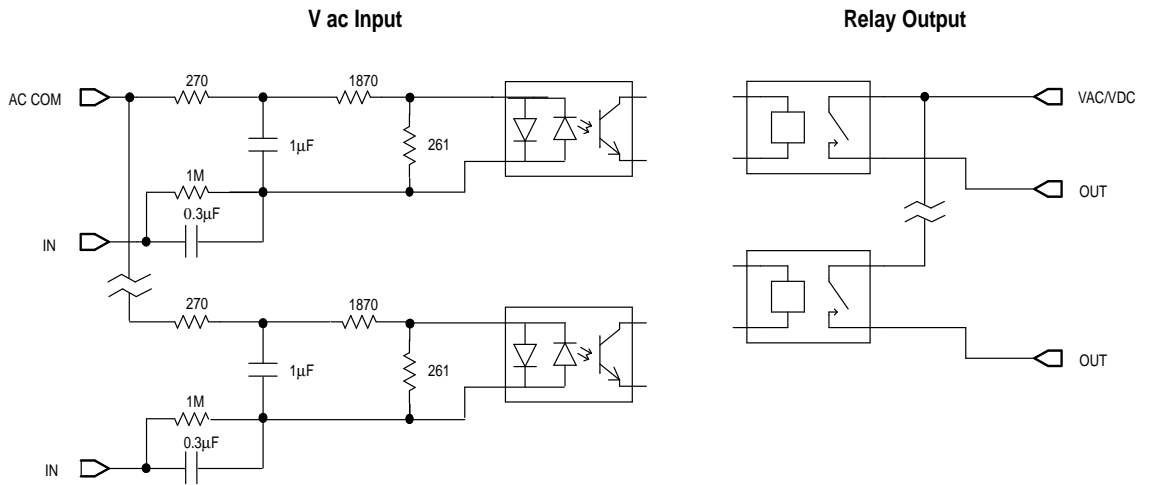 V ac Input
Relay Output
270
1870
AC COM
VAC/VDC
1µF
261
1M
OUT
0.3µF
IN
270
1870
1µF
261
OUT
1M
0.3µF
IN